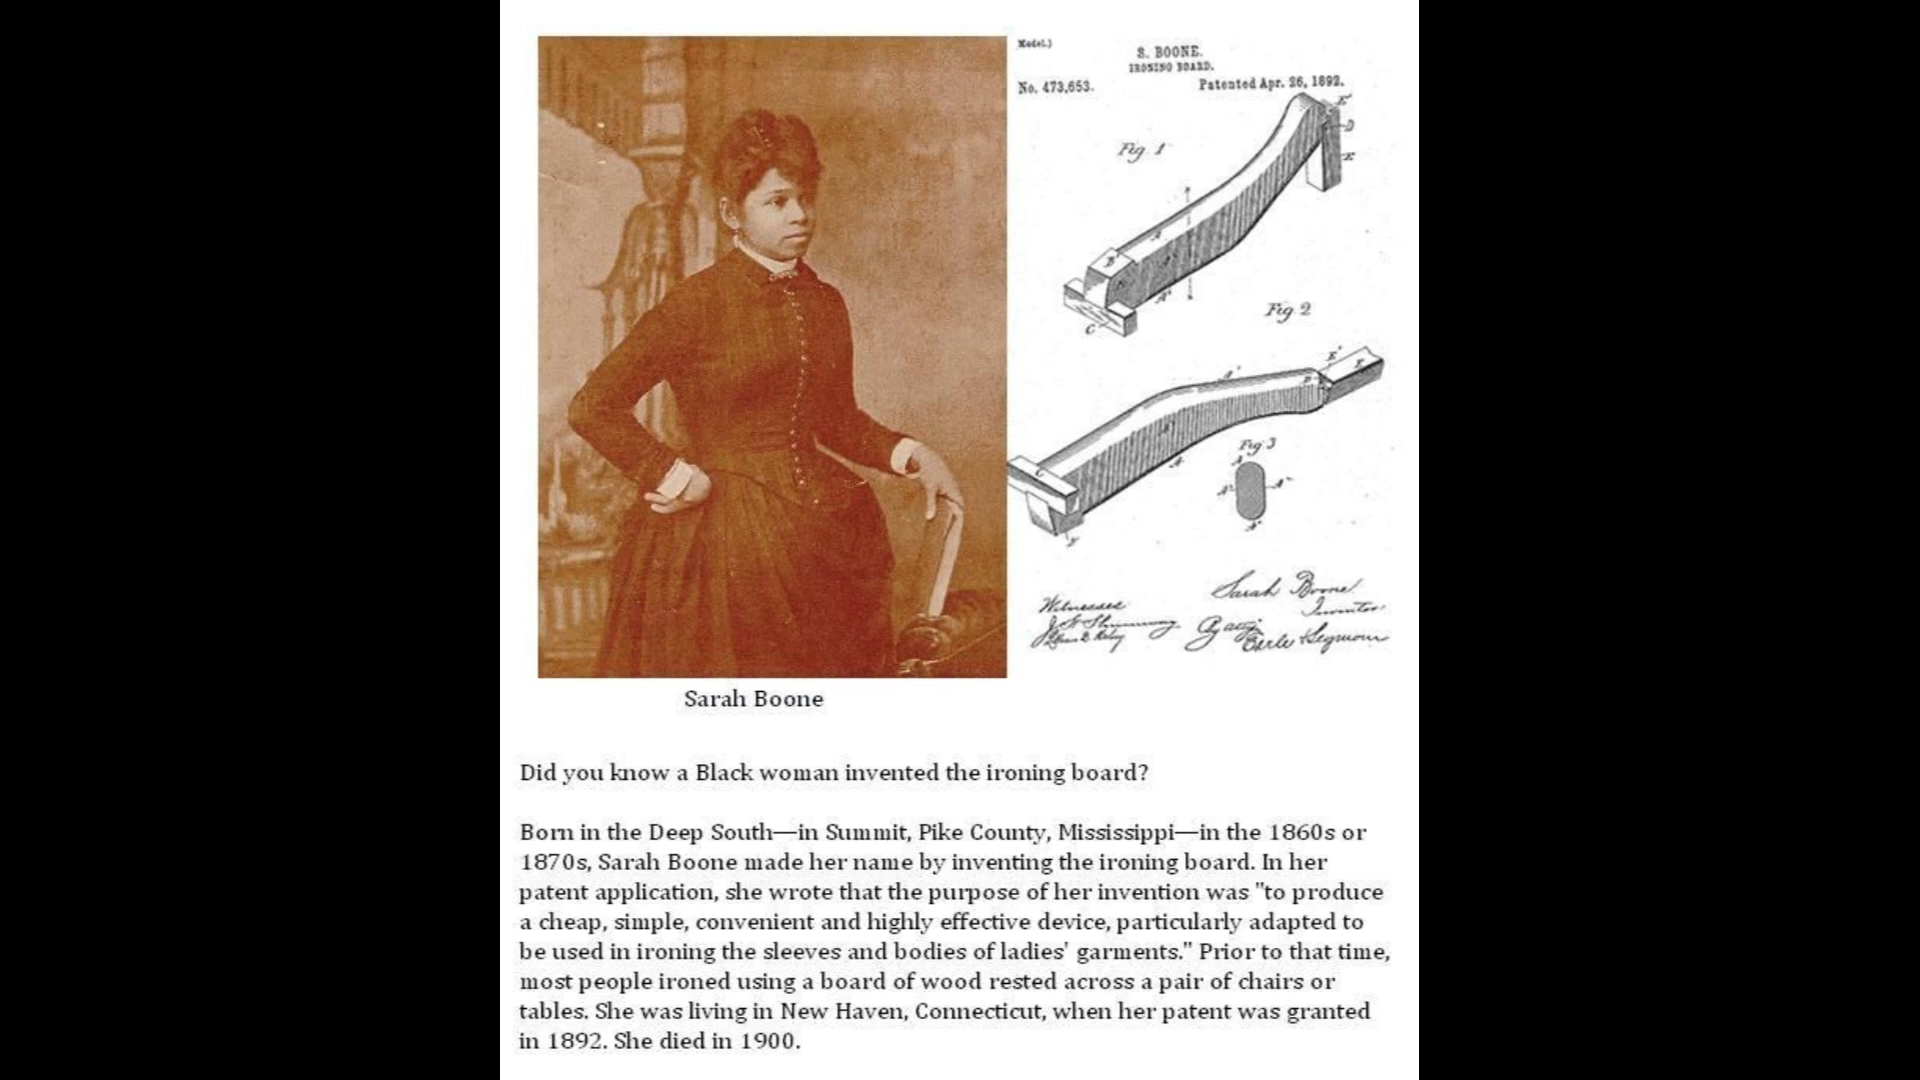 Model.)
S. BOONE.
IRONING BOARD.
No. 473,653.
Patented Apr. 26, 1892.
Fig. 1
E'
D
E
A
B
A'
C
Fig. 2
A'
E'
E
D
A
C
Fig. 3
A
A'
A"
F
Witnesses
Sarah Boone
Inventor
By attys
Earle & Seymour
Sarah Boone
Did you know a Black woman invented the ironing board?
Born in the Deep South—in Summit, Pike County, Mississippi—in the 1860s or
1870s, Sarah Boone made her name by inventing the ironing board. In her
patent application, she wrote that the purpose of her invention was "to produce
a cheap, simple, convenient and highly effective device, particularly adapted to
be used in ironing the sleeves and bodies of ladies' garments." Prior to that time,
most people ironed using a board of wood rested across a pair of chairs or
tables. She was living in New Haven, Connecticut, when her patent was granted
in 1892. She died in 1900.